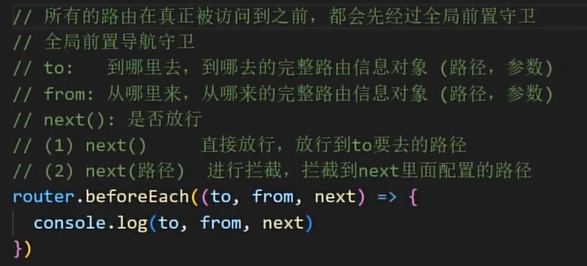 // 所有的路由在真正被访问到之前，都会先经过全局前置守卫
// 全局前置导航守卫
// to:   到哪里去，到哪去的完整路由信息对象 (路径，参数)
// from: 从哪里来，从哪来的完整路由信息对象 (路径，参数)
// next(): 是否放行
// (1) next()     直接放行，放行到to要去的路径
// (2) next(路径)  进行拦截，拦截到next里面配置的路径
router.beforeEach((to, from, next) => {
  console.log(to, from, next)
})